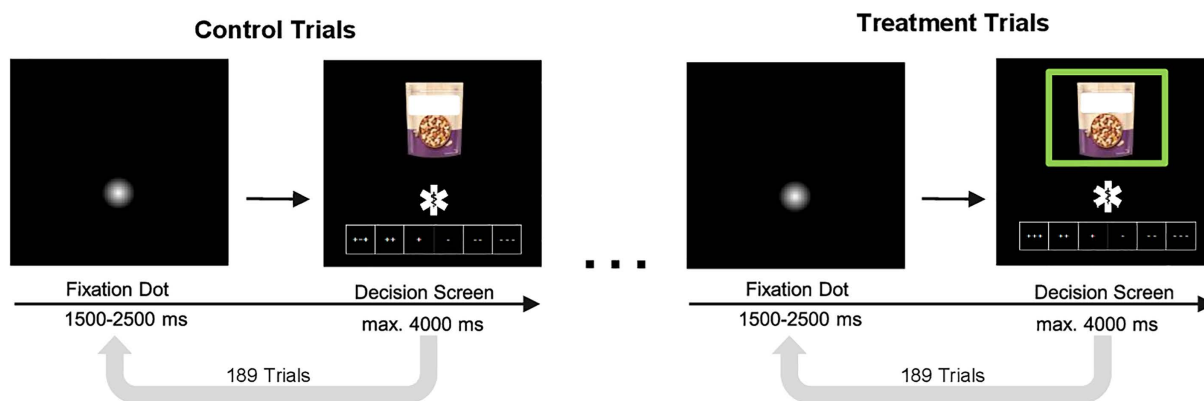 Control Trials
Treatment Trials
+-+ ++ + - -- ---
+++ ++ + - -- ---
Fixation Dot
Decision Screen
Fixation Dot
Decision Screen
1500-2500 ms
max. 4000 ms
...
1500-2500 ms
max. 4000 ms
189 Trials
189 Trials